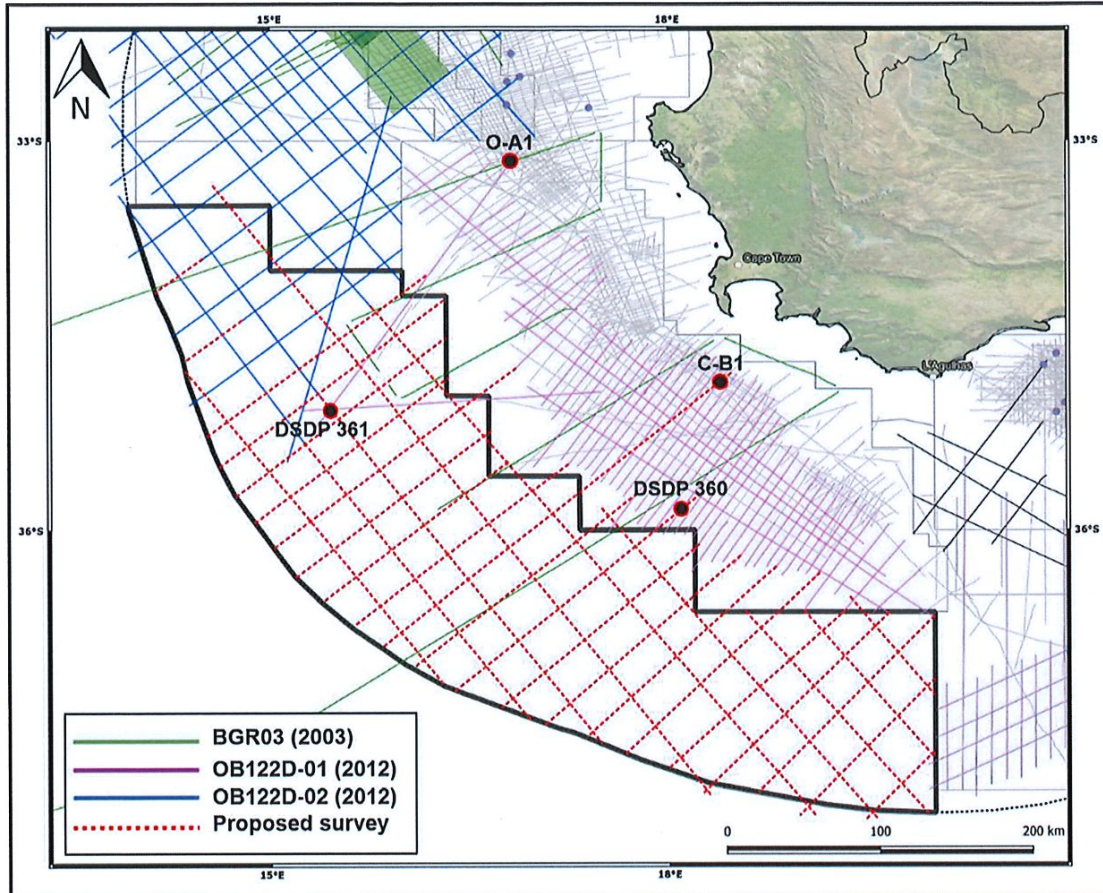 15°E 18°E
N
33°S 33°S
O-A1
Cape Town
C-B1
L'Agulhas
DSDP 361
DSDP 360
36°S 36°S
BGR03 (2003)
OB122D-01 (2012)
OB122D-02 (2012)
Proposed survey
0 100 200 km
15°E 18°E